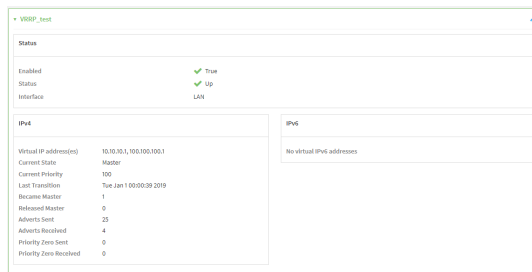 VRRP_test
Status
Enabled True
Status Up
Interface LAN
IPv4
Virtual IP address(es) 10.10.10.1, 100.100.100.1
Current State Master
Current Priority 100
Last Transition Tue Jan 1 00:00:39 2019
Became Master 1
Released Master 0
Adverts Sent 25
Adverts Received 4
Priority Zero Sent 0
Priority Zero Received 0
IPv6
No virtual IPv6 addresses